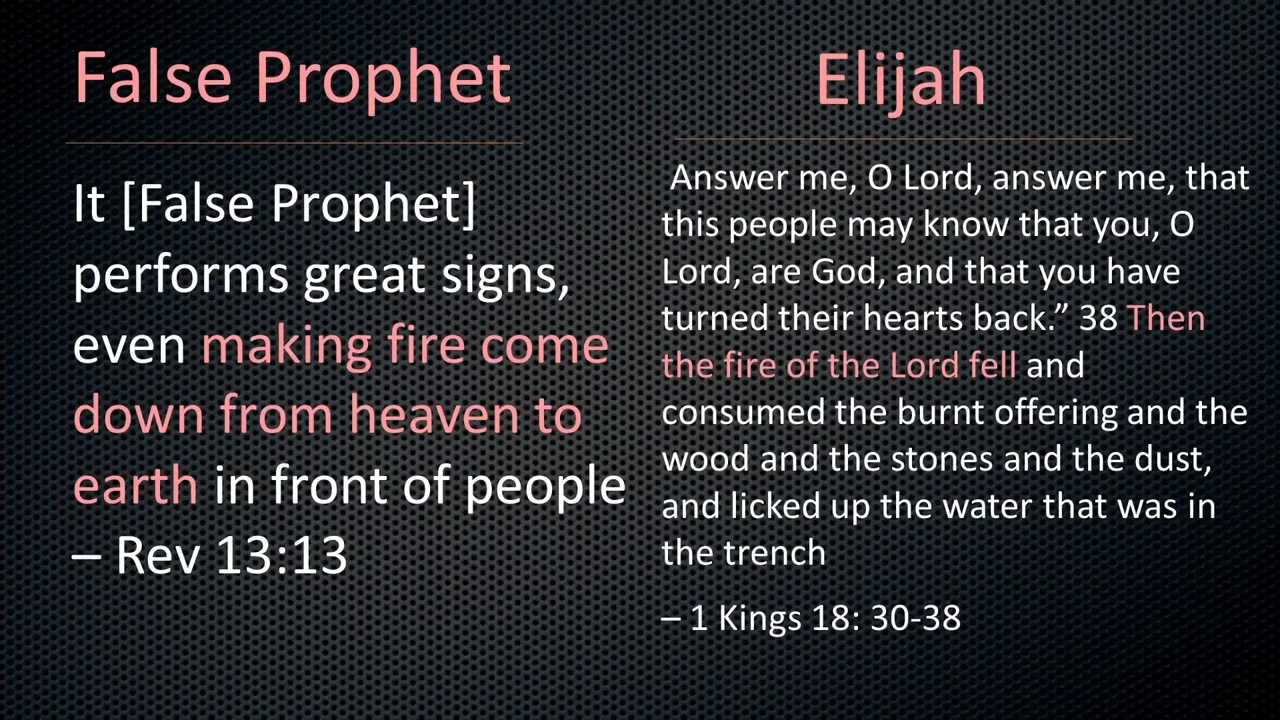 False Prophet
It [False Prophet]
performs great signs,
even making fire come
down from heaven to
earth in front of people
– Rev 13:13
Elijah
Answer me, O Lord, answer me, that
this people may know that you, O
Lord, are God, and that you have
turned their hearts back.” 38 Then
the fire of the Lord fell and
consumed the burnt offering and the
wood and the stones and the dust,
and licked up the water that was in
the trench
– 1 Kings 18: 30-38